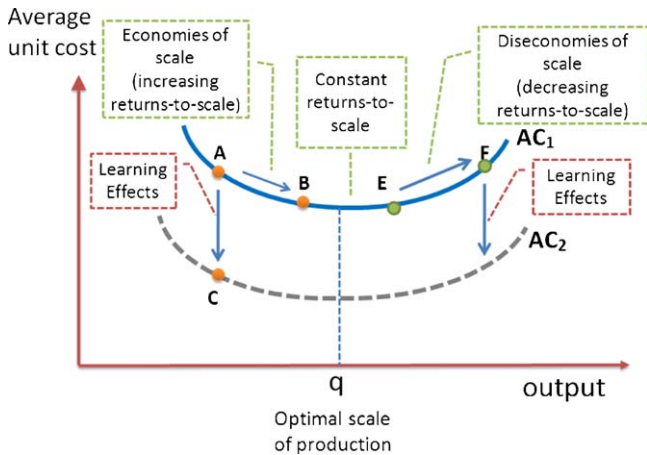 Average
unit cost
Economies of
scale
(increasing
returns-to-scale)
Constant
returns-to-
scale
Diseconomies of
scale
(decreasing
returns-to-scale)
A
B
E
F
AC1
Learning
Effects
Learning
Effects
AC2
C
q
output
Optimal scale
of production